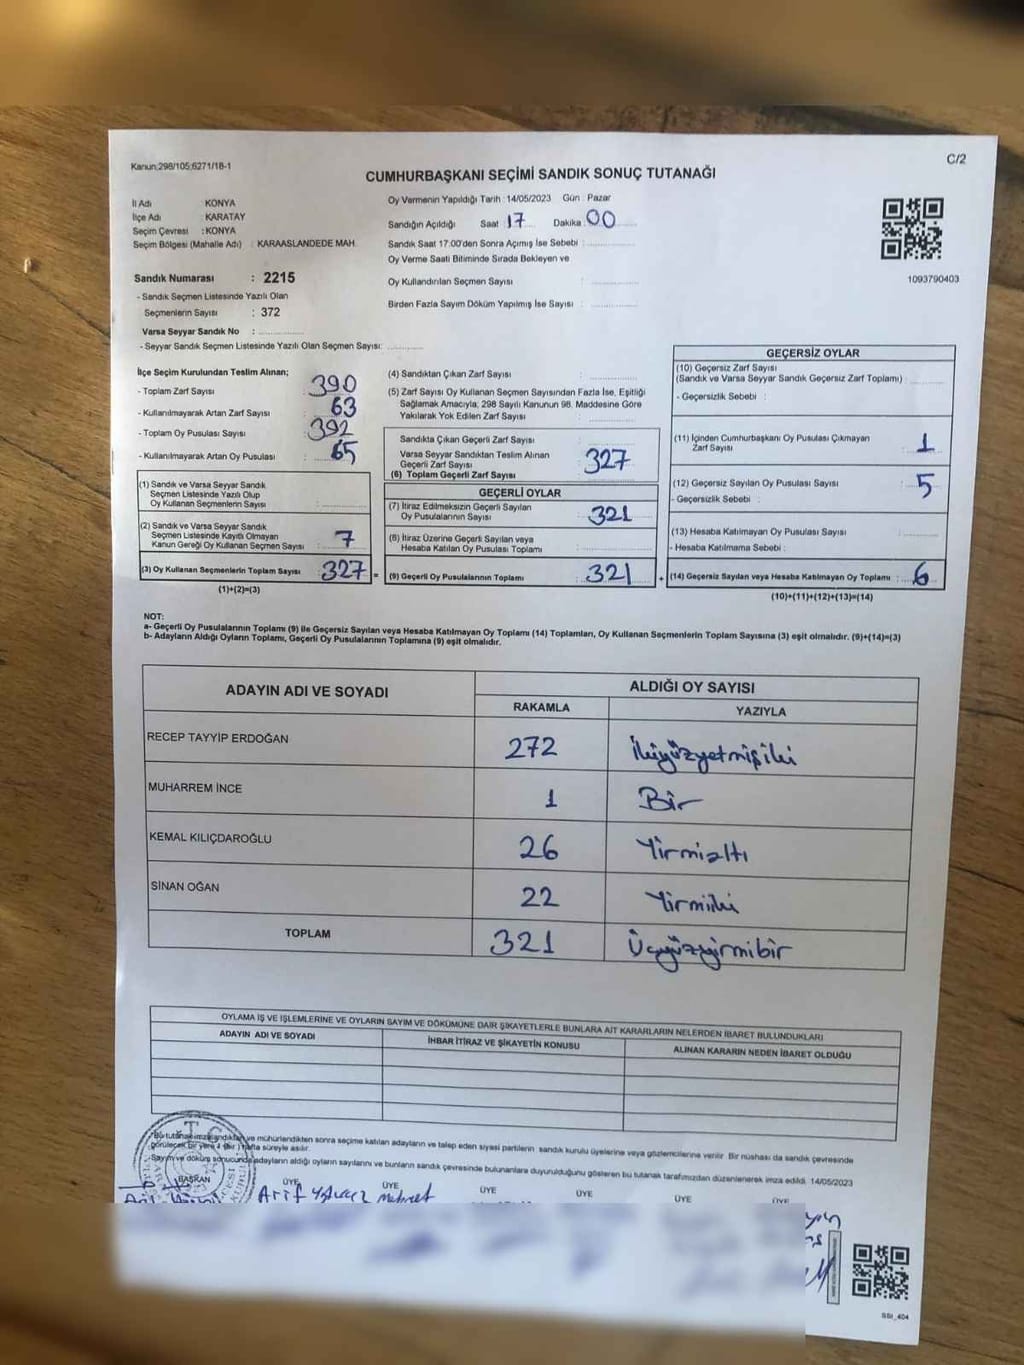 Kanun;298/105;6271/18-1
C/2
CUMHURBAŞKANI SEÇİMİ SANDIK SONUÇ TUTANAĞI
İl Adı KONYA
İlçe Adı KARATAY
Seçim Çevresi : KONYA
Seçim Bölgesi (Mahalle Adı) : KARAASLANDEDE MAH.
Sandık Numarası : 2215
- Sandık Seçmen Listesinde Yazılı Olan
Seçmenlerin Sayısı : 372
Varsa Seyyar Sandık No :
- Seyyar Sandık Seçmen Listesinde Yazılı Olan Seçmen Sayısı:
Oy Vermenin Yapıldığı Tarih : 14/05/2023 Gün : Pazar
Sandığın Açıldığı Saat 17 Dakika 00
Sandık Saat 17.00'den Sonra Açımış İse Sebebi :
Oy Verme Saati Bitiminde Sırada Bekleyen ve
Oy Kullandırılan Seçmen Sayısı :
Birden Fazla Sayım Döküm Yapılmış İse Sayısı :
1093790403
İlçe Seçim Kurulundan Teslim Alınan;
- Toplam Zarf Sayısı : 390
- Kullanılmayarak Artan Zarf Sayısı : 63
- Toplam Oy Pusulası Sayısı : 392
- Kullanılmayarak Artan Oy Pusulası : 65
(1) Sandık ve Varsa Seyyar Sandık
Seçmen Listesinde Yazılı Olup
Oy Kullanan Seçmenlerin Sayısı :
(2) Sandık ve Varsa Seyyar Sandık
Seçmen Listesinde Kayıtlı Olmayan
Kanun Gereği Oy Kullanan Seçmen Sayısı : 7
(3) Oy Kullanan Seçmenlerin Toplam Sayısı : 327 =
(1)+(2)=(3)
(4) Sandıktan Çıkan Zarf Sayısı :
(5) Zarf Sayısı Oy Kullanan Seçmen Sayısından Fazla İse, Eşitliği
Sağlamak Amacıyla, 298 Sayılı Kanunun 98. Maddesine Göre
Yakılarak Yok Edilen Zarf Sayısı :
Sandıkta Çıkan Geçerli Zarf Sayısı
Varsa Seyyar Sandıktan Teslim Alınan
Geçerli Zarf Sayısı
(6) Toplam Geçerli Zarf Sayısı : 327
GEÇERLİ OYLAR
(7) İtiraz Edilmeksizin Geçerli Sayılan
Oy Pusulalarının Sayısı : 321
(8) İtiraz Üzerine Geçerli Sayılan veya
Hesaba Katılan Oy Pusulası Toplamı :
(9) Geçerli Oy Pusulalarının Toplamı : 321 +
GEÇERSİZ OYLAR
(10) Geçersiz Zarf Sayısı
(Sandık ve Varsa Seyyar Sandık Geçersiz Zarf Toplamı) :
- Geçersizlik Sebebi :
(11) İçinden Cumhurbaşkanı Oy Pusulası Çıkmayan
Zarf Sayısı : 1
(12) Geçersiz Sayılan Oy Pusulası Sayısı : 5
- Geçersizlik Sebebi :
(13) Hesaba Katılmayan Oy Pusulası Sayısı :
- Hesaba Katılmama Sebebi :
(14) Geçersiz Sayılan veya Hesaba Katılmayan Oy Toplamı : 6
(10)+(11)+(12)+(13)=(14)
NOT:
a- Geçerli Oy Pusulalarının Toplamı (9) ile Geçersiz Sayılan veya Hesaba Katılmayan Oy Toplamı (14) Toplamları, Oy Kullanan Seçmenlerin Toplam Sayısına (3) eşit olmalıdır. (9)+(14)=(3)
b- Adayların Aldığı Oyların Toplamı, Geçerli Oy Pusulalarının Toplamına (9) eşit olmalıdır.
ADAYIN ADI VE SOYADI ALDIĞI OY SAYISI
RAKAMLA YAZIYLA
RECEP TAYYİP ERDOĞAN 272 İkiyüzyetmişiki
MUHARREM İNCE 1 Bir
KEMAL KILIÇDAROĞLU 26 Yirmialtı
SİNAN OĞAN 22 Yirmiiki
TOPLAM 321 Üçyüzyirmibir
OYLAMA İŞ VE İŞLEMLERİNE VE OYLARIN SAYIM VE DÖKÜMÜNE DAİR ŞİKAYETLERLE BUNLARA AİT KARARLARIN NELERDEN İBARET BULUNDUKLARI
ADAYIN ADI VE SOYADI İHBAR İTİRAZ VE ŞİKAYETİN KONUSU ALINAN KARARIN NEDEN İBARET OLDUĞU
ve mühürlendikten sonra seçime katılan adayların ve talep eden siyasi partilerin sandık kurulu üyelerine veya gözlemcilerine verilir. Bir nüshası da sandık çevresinde
görülecek bir yere süreyle asılır.
- Sayım ve döküm sonucunda adayların aldığı oyların sayılarını ve bunların sandık çevresinde bulunanlara duyurulduğunu gösteren bu tutanak tarafımızdan düzenlenerek imza edildi. 14/05/2023
BAŞKAN ÜYE ÜYE ÜYE ÜYE ÜYE ÜYE
Arif Mehmet
SSI_404